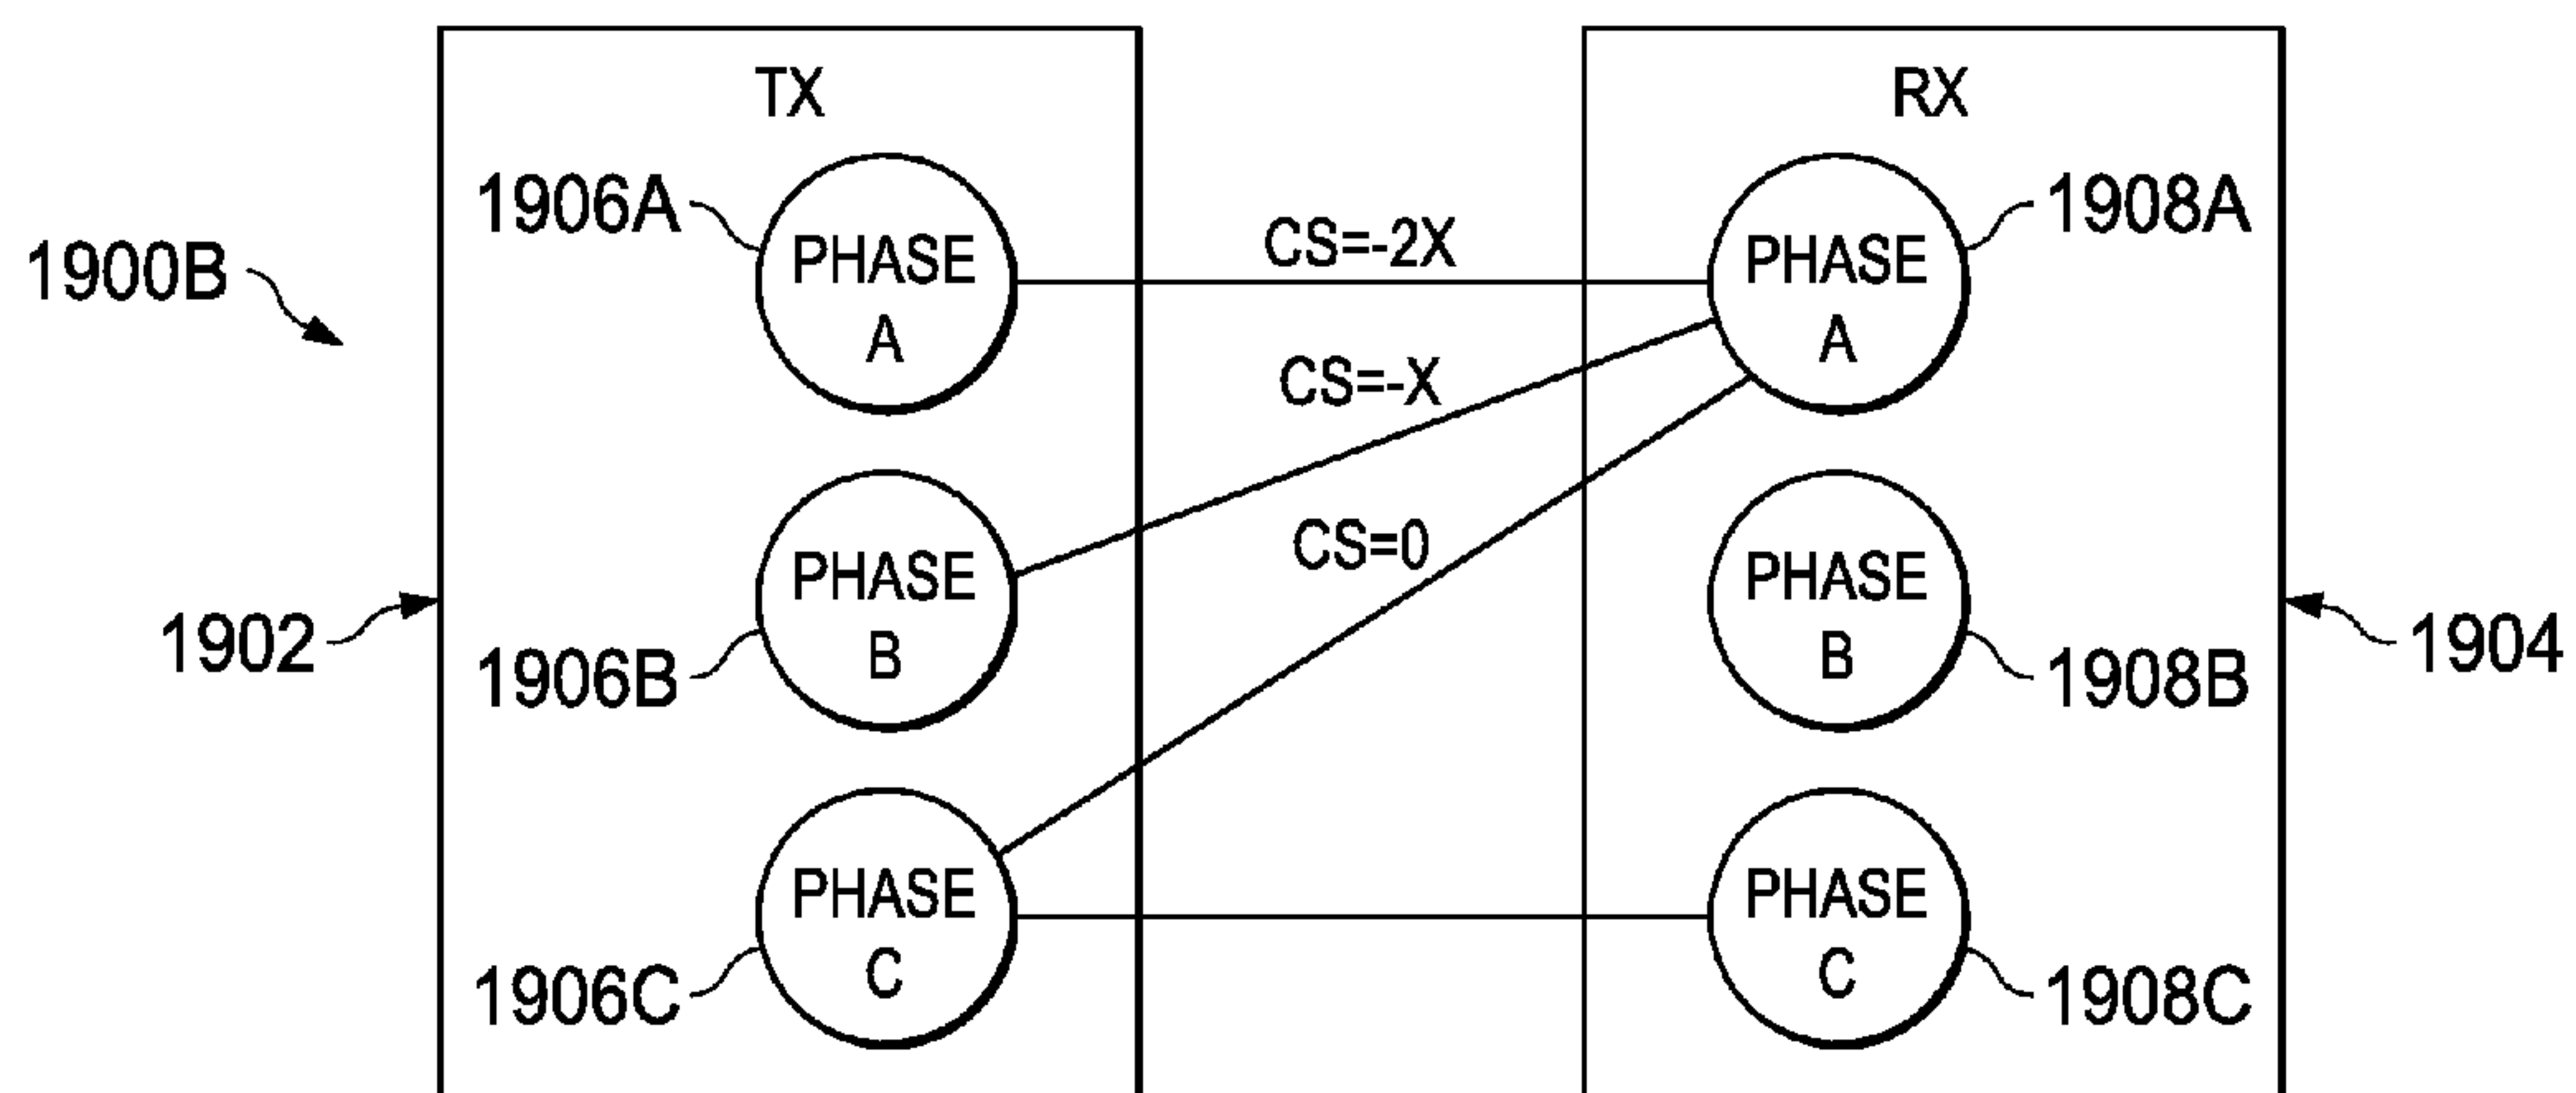 TX
RX
1906A
1908A
CS=-2X
PHASE
A
PHASE
A
1900B
CS=-X
CS=0
PHASE
B
PHASE
B
1902
1904
1906B
1908B
PHASE
C
PHASE
C
1906C
1908C